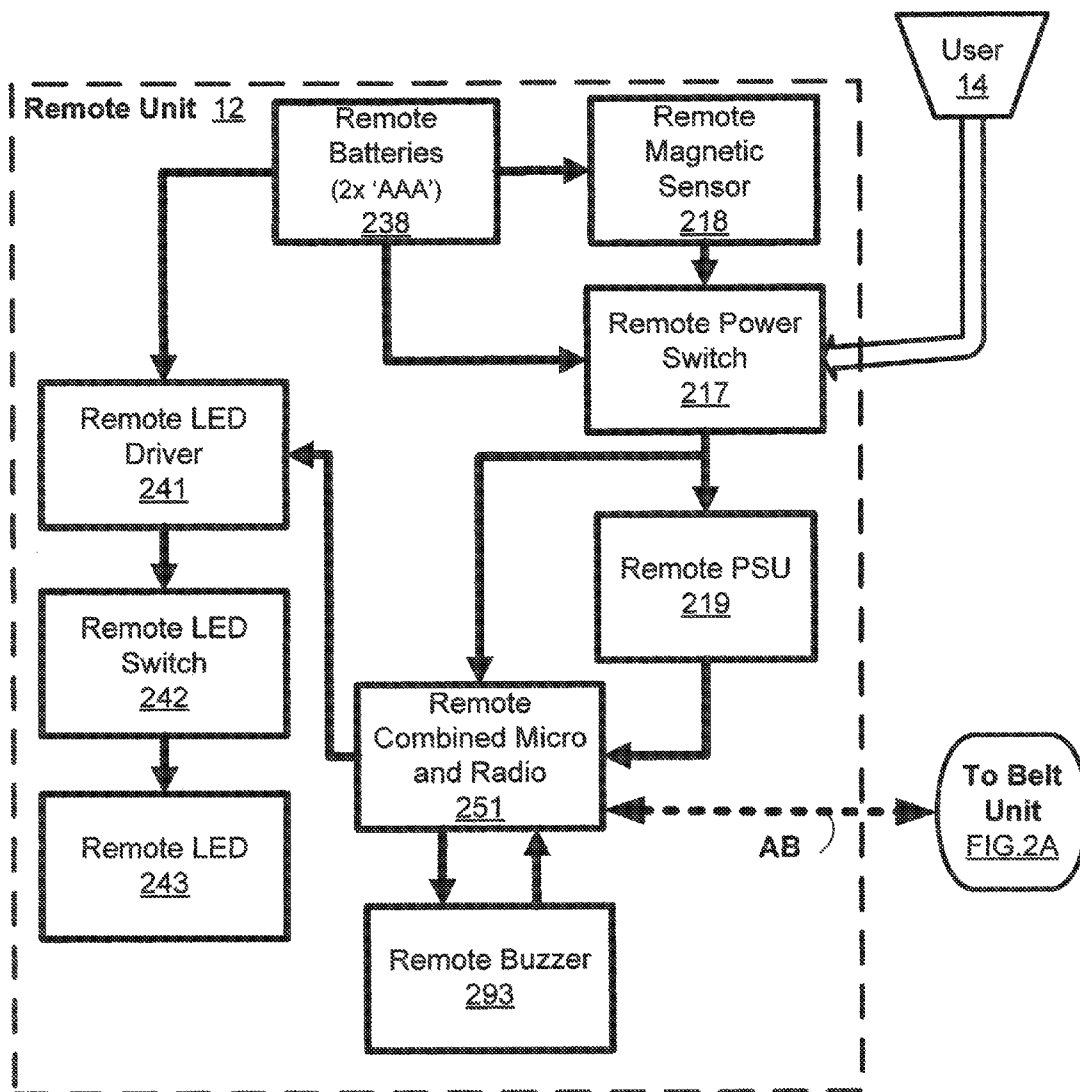 User
14
Remote Unit 12
Remote
Batteries
(2x 'AAA')
238
Remote
Magnetic
Sensor
218
Remote Power
Switch
217
Remote LED
Driver
241
Remote PSU
219
Remote LED
Switch
242
Remote
Combined Micro
and Radio
251
To Belt
Unit
FIG.2A
AB
Remote LED
243
Remote Buzzer
293